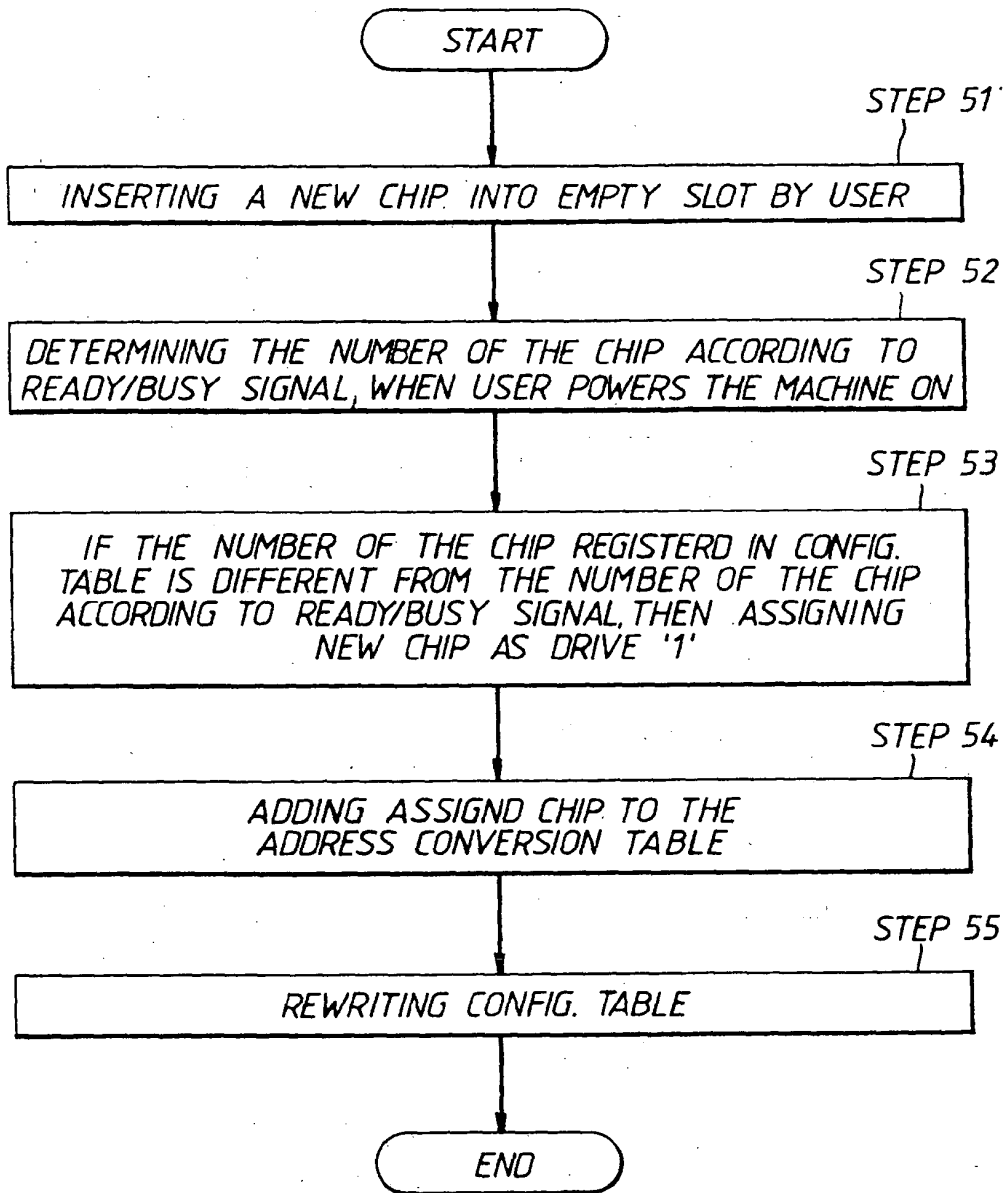 START
STEP 51
INSERTING A NEW CHIP INTO EMPTY SLOT BY USER
STEP 52
DETERMINING THE NUMBER OF THE CHIP ACCORDING TO
READY/BUSY SIGNAL, WHEN USER POWERS THE MACHINE ON
STEP 53
IF THE NUMBER OF THE CHIP REGISTERD IN CONFIG.
TABLE IS DIFFERENT FROM THE NUMBER OF THE CHIP
ACCORDING TO READY/BUSY SIGNAL, THEN ASSIGNING
NEW CHIP AS DRIVE '1'
STEP 54
ADDING ASSIGND CHIP TO THE
ADDRESS CONVERSION TABLE
STEP 55
REWRITING CONFIG. TABLE
END